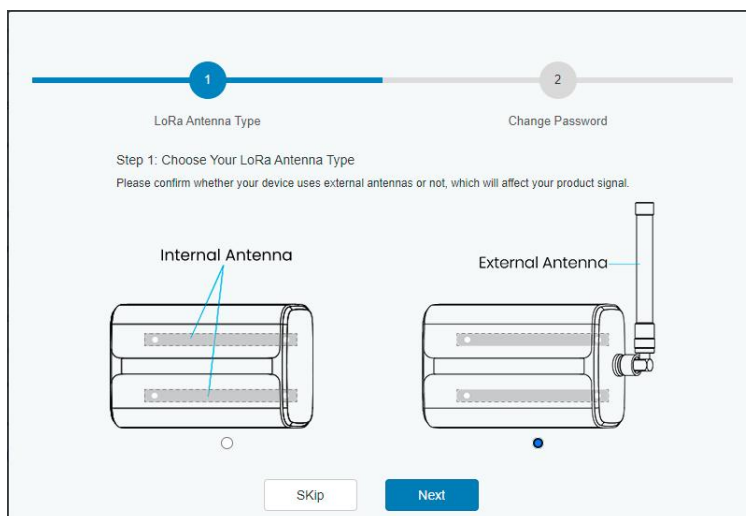 1
2
LoRa Antenna Type
Change Password
Step 1: Choose Your LoRa Antenna Type
Please confirm whether your device uses external antennas or not, which will affect your product signal.
Internal Antenna
External Antenna
SKip
Next